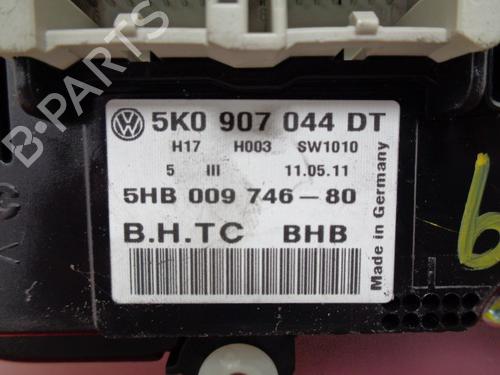 5K0 907 044 DT
H17 H003 SW1010
5 III 11.05.11
5HB 009 746-80
B.H.TC BHB
Made in Germany
6